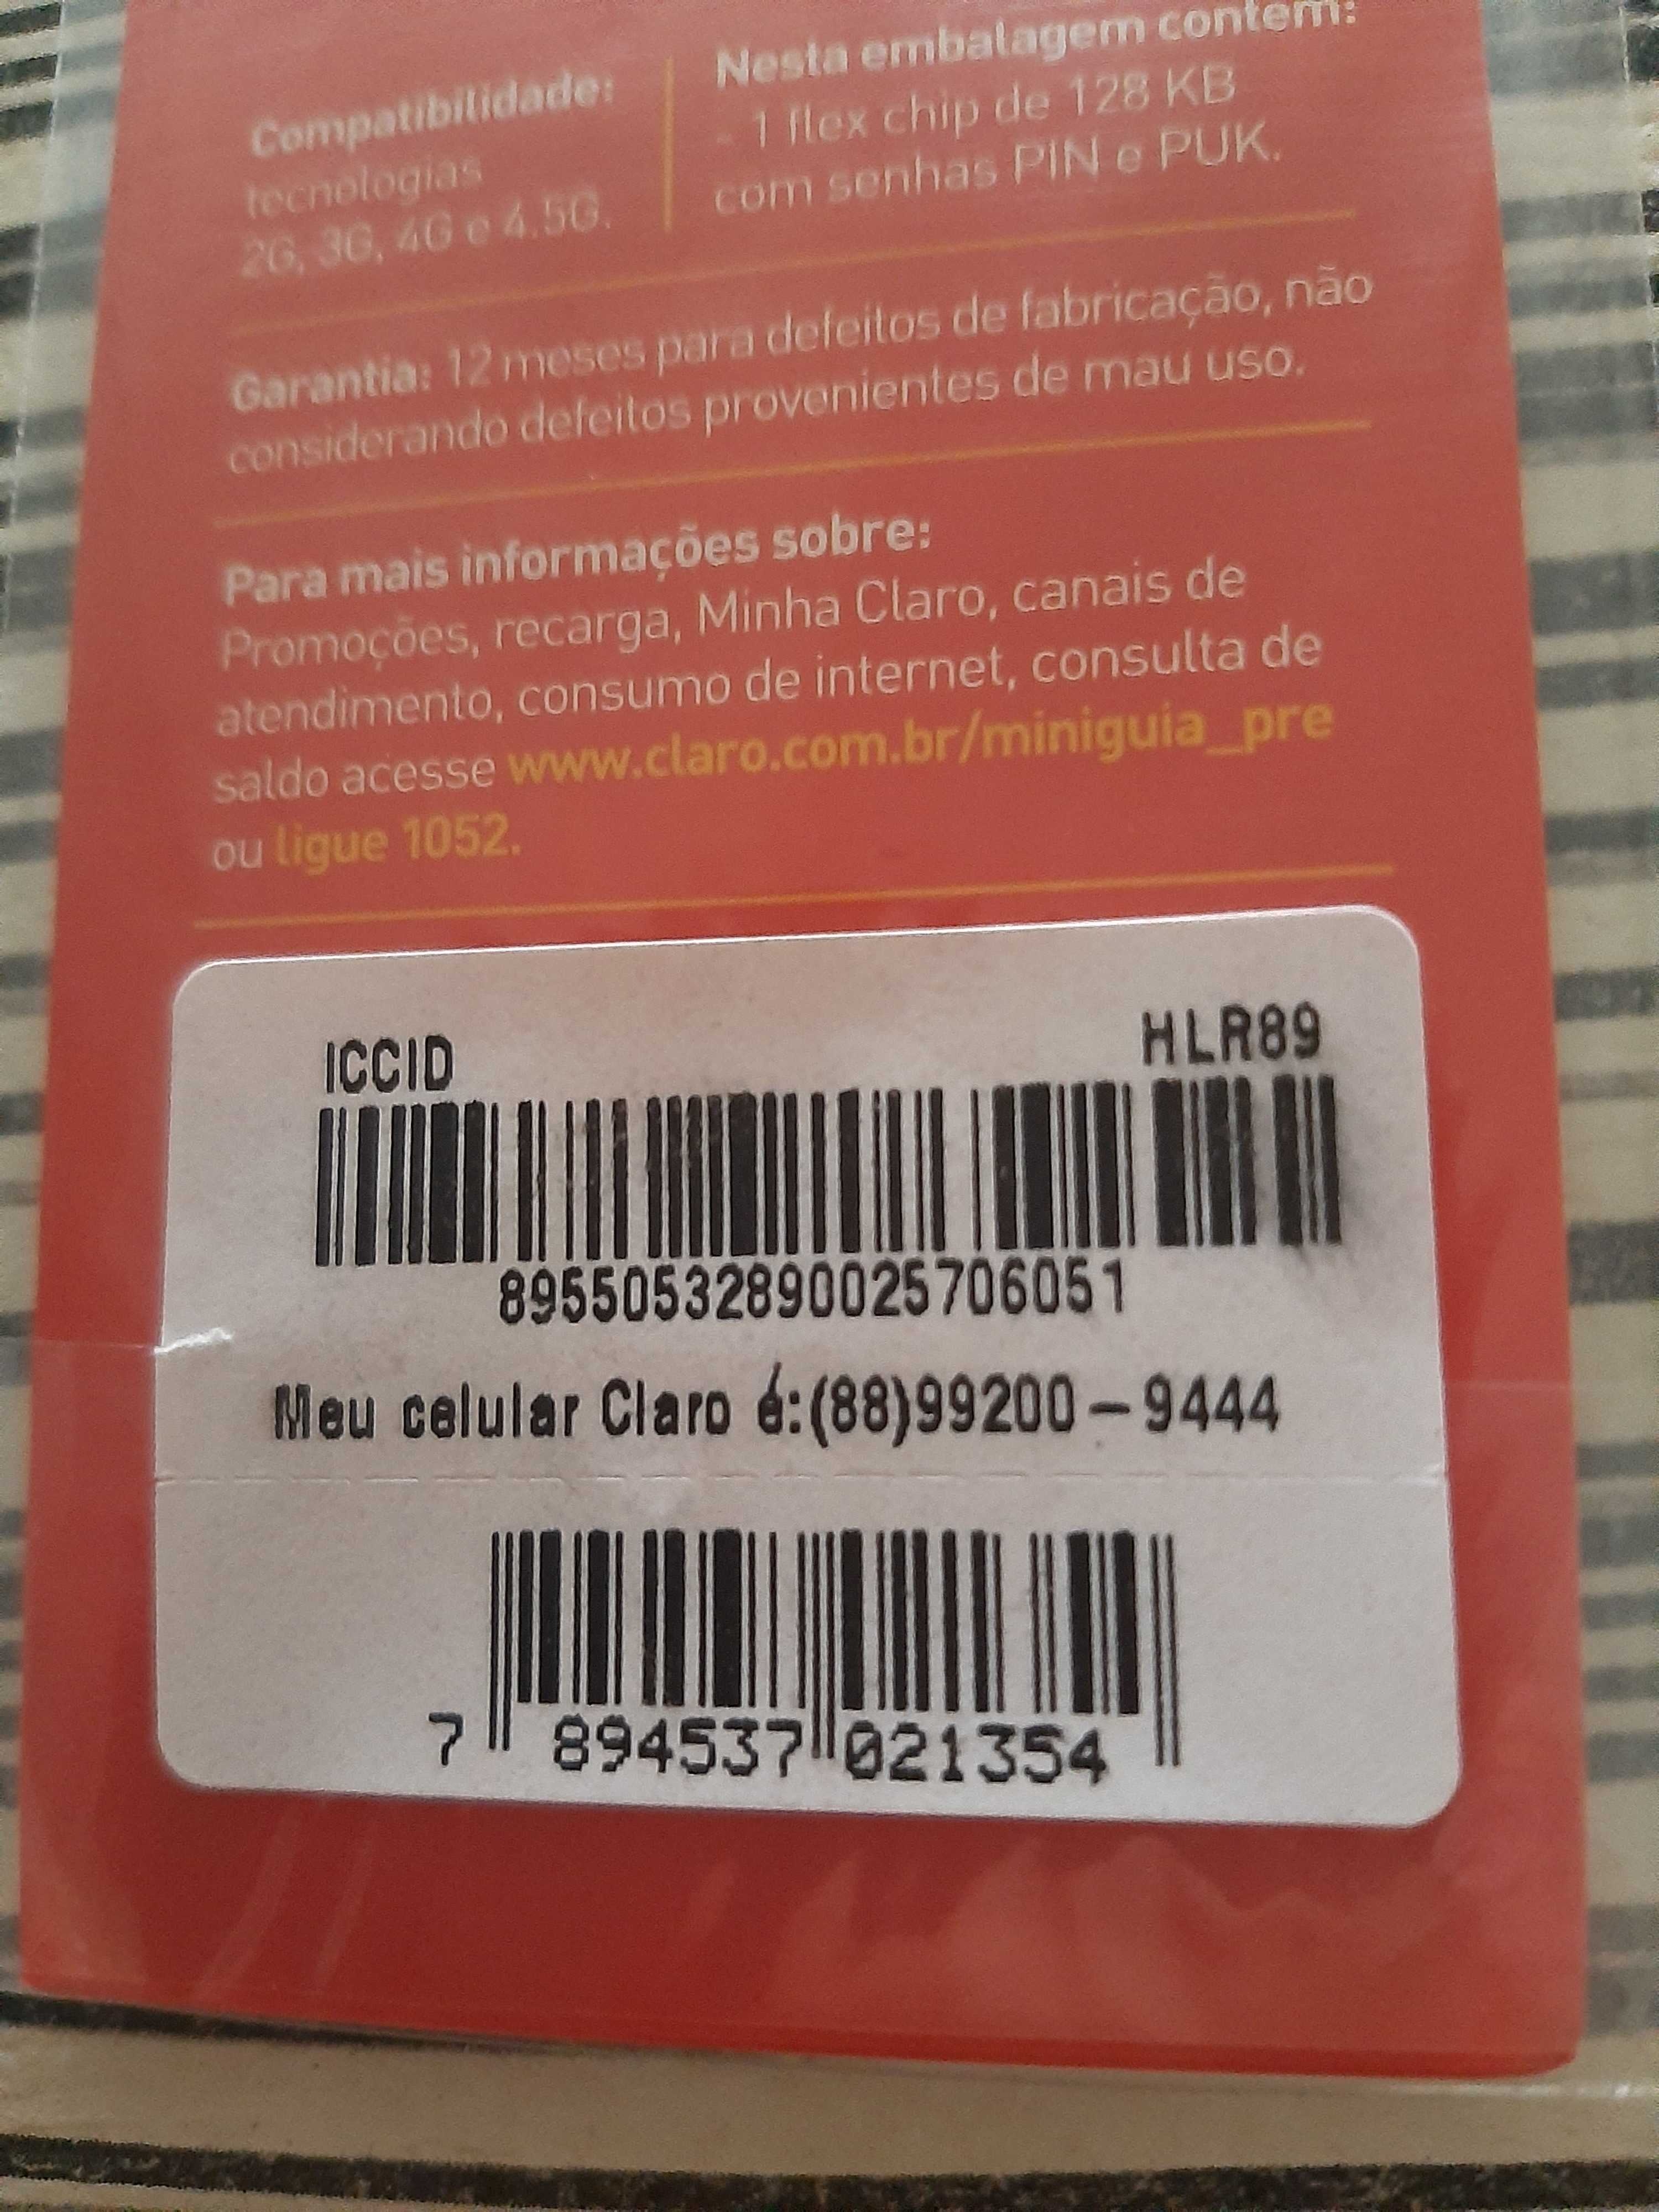 Compatibilidade:
tecnologias
2G, 3G, 4G e 4.5G.
Nesta embalagem contém:
- 1 flex chip de 128 KB
com senhas PIN e PUK.
Garantia: 12 meses para defeitos de fabricação, não
considerando defeitos provenientes de mau uso.
Para mais informações sobre:
Promoções, recarga, Minha Claro, canais de
atendimento, consumo de internet, consulta de
saldo acesse www.claro.com.br/miniguia_pre
ou ligue 1052.
ICCID HLR89
89550532890025706051
Meu celular Claro é:(88)99200-9444
7 894537 021354